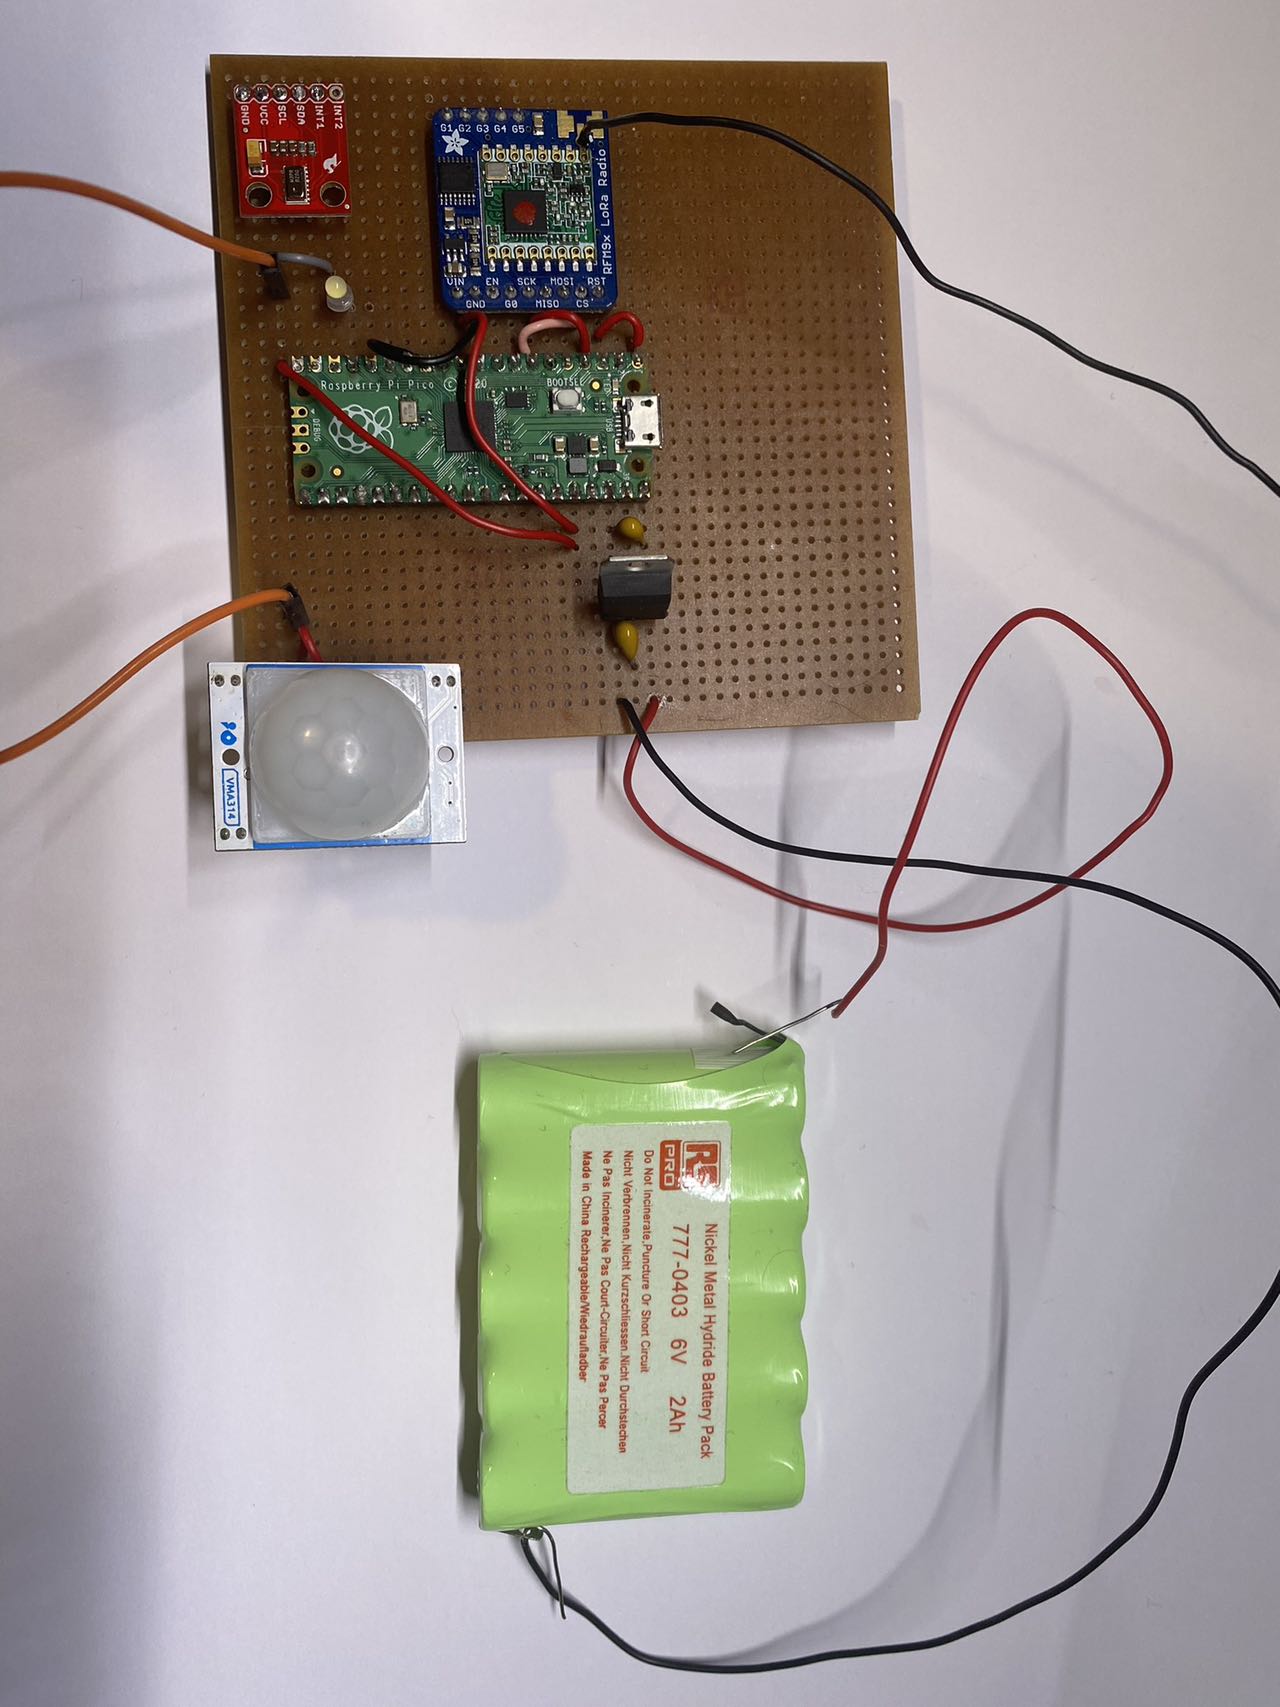 GND
VCC
SCL
SDA
INT1
INT2
G1 G2 G3 G4 G5
RFM9x LoRa Radio
VIN
GND
EN
G0
SCK
MISO
MOSI
CS
RST
Raspberry Pi Pico ©
BOOTSEL
USB
DEBUG
VMA314
RS
PRO
Nickel Metal Hydride Battery Pack
777-0403 6V 2Ah
Do Not Incinerate,Puncture Or Short Circuit
Nicht Verbrennen,Nicht Kurzschliessen.Nicht Durchstechen
Ne Pas Incinerer,Ne Pas Court-Circuiter,Ne Pas Percer
Made in China Rechargeable/Wiedraufladber